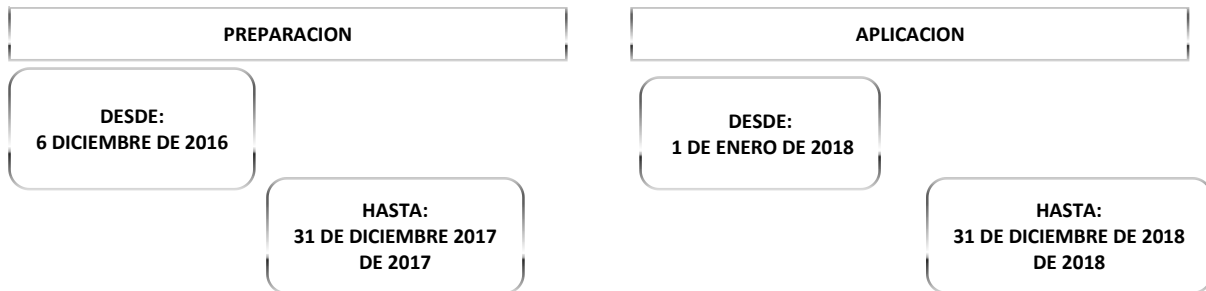 PREPARACION
DESDE:
6 DICIEMBRE DE 2016
HASTA:
31 DE DICIEMBRE 2017
DE 2017
APLICACION
DESDE:
1 DE ENERO DE 2018
HASTA:
31 DE DICIEMBRE DE 2018
DE 2018